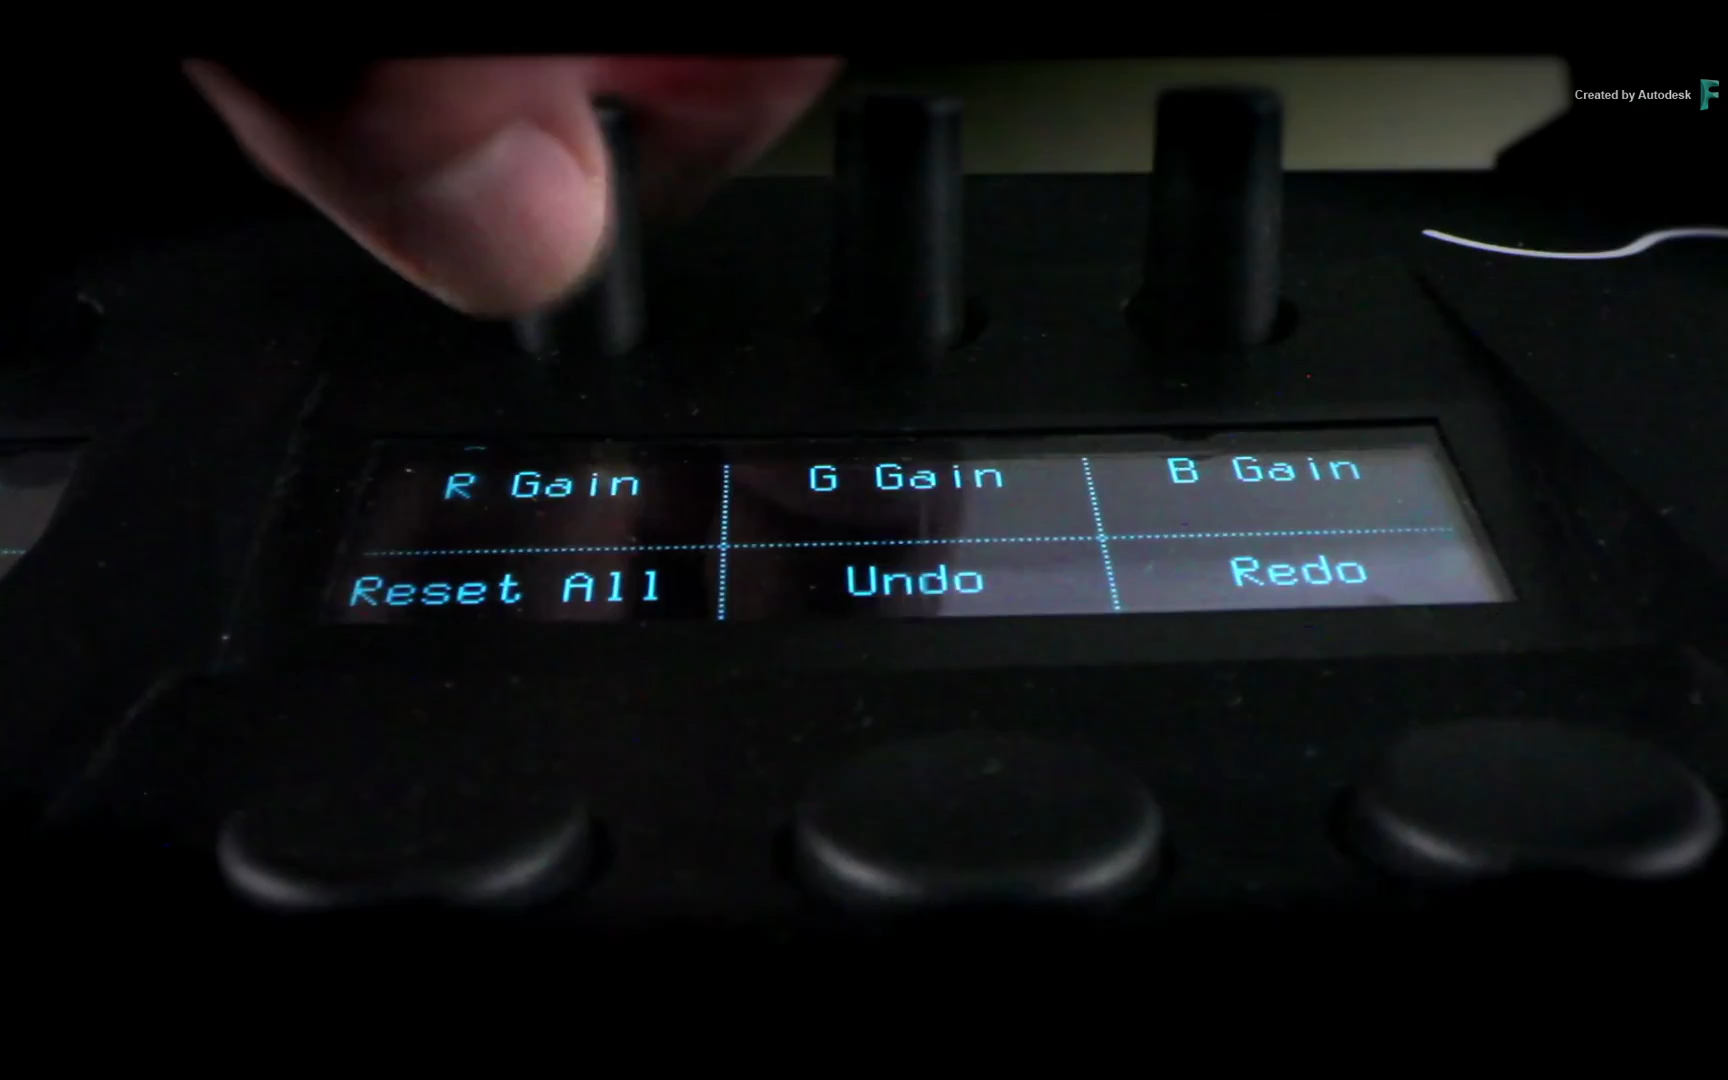 Created by Autodesk
R Gain G Gain B Gain
Reset All Undo Redo